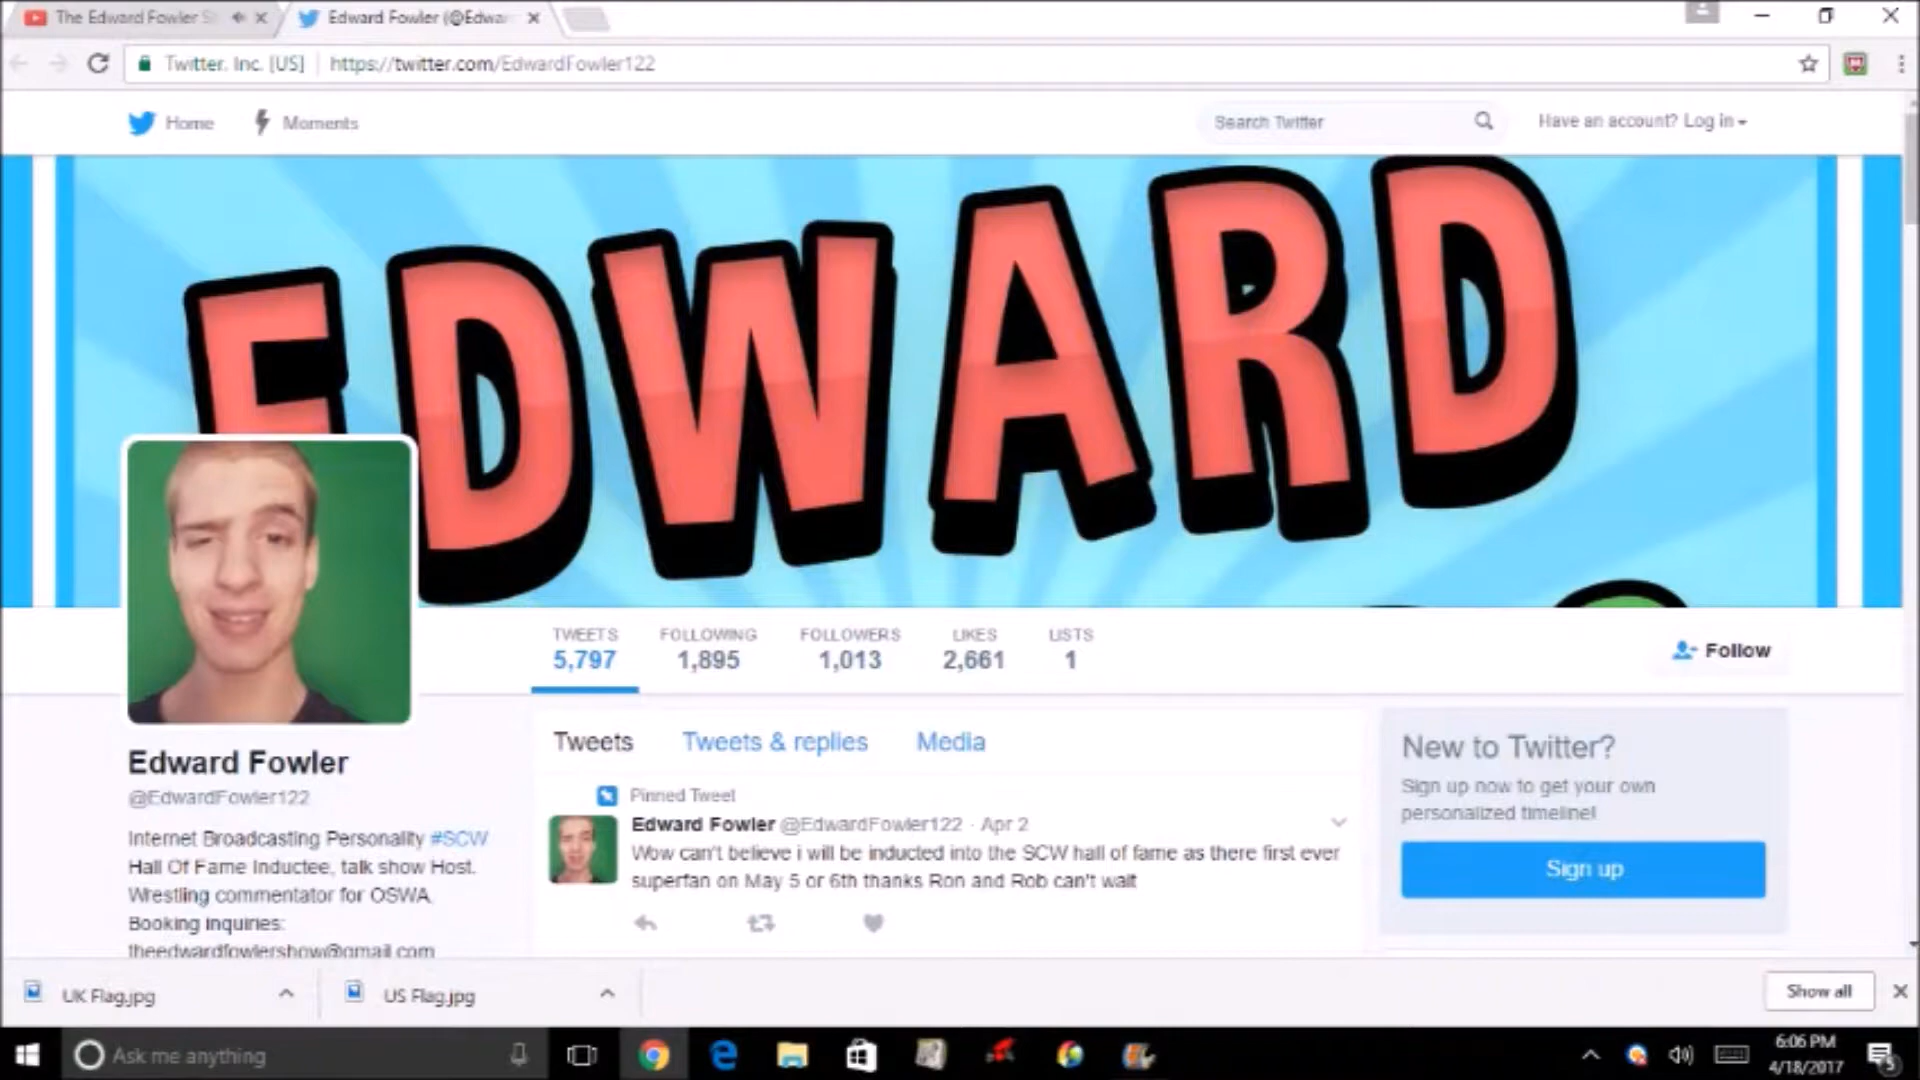 The Edward Fowler S
Edward Fowler (@Edwar
Twitter, Inc. [US]
https://twitter.com/EdwardFowler122
Home
Moments
Search Twitter
Have an account? Log in
EDWARD
TWEETS
5,797
FOLLOWING
1,895
FOLLOWERS
1,013
LIKES
2,661
LISTS
1
Follow
Edward Fowler
@EdwardFowler122
Internet Broadcasting Personality #SCW
Hall Of Fame Inductee, talk show Host.
Wrestling commentator for OSWA.
Booking inquiries:
theedwardfowlershow@gmail.com
Tweets
Tweets & replies
Media
Pinned Tweet
Edward Fowler @EdwardFowler122 · Apr 2
Wow can't believe i will be inducted into the SCW hall of fame as there first ever
superfan on May 5 or 6th thanks Ron and Rob can't wait
New to Twitter?
Sign up now to get your own
personalized timeline!
Sign up
UK Flag.jpg
US Flag.jpg
Show all
Ask me anything
6:06 PM
4/18/2017
5